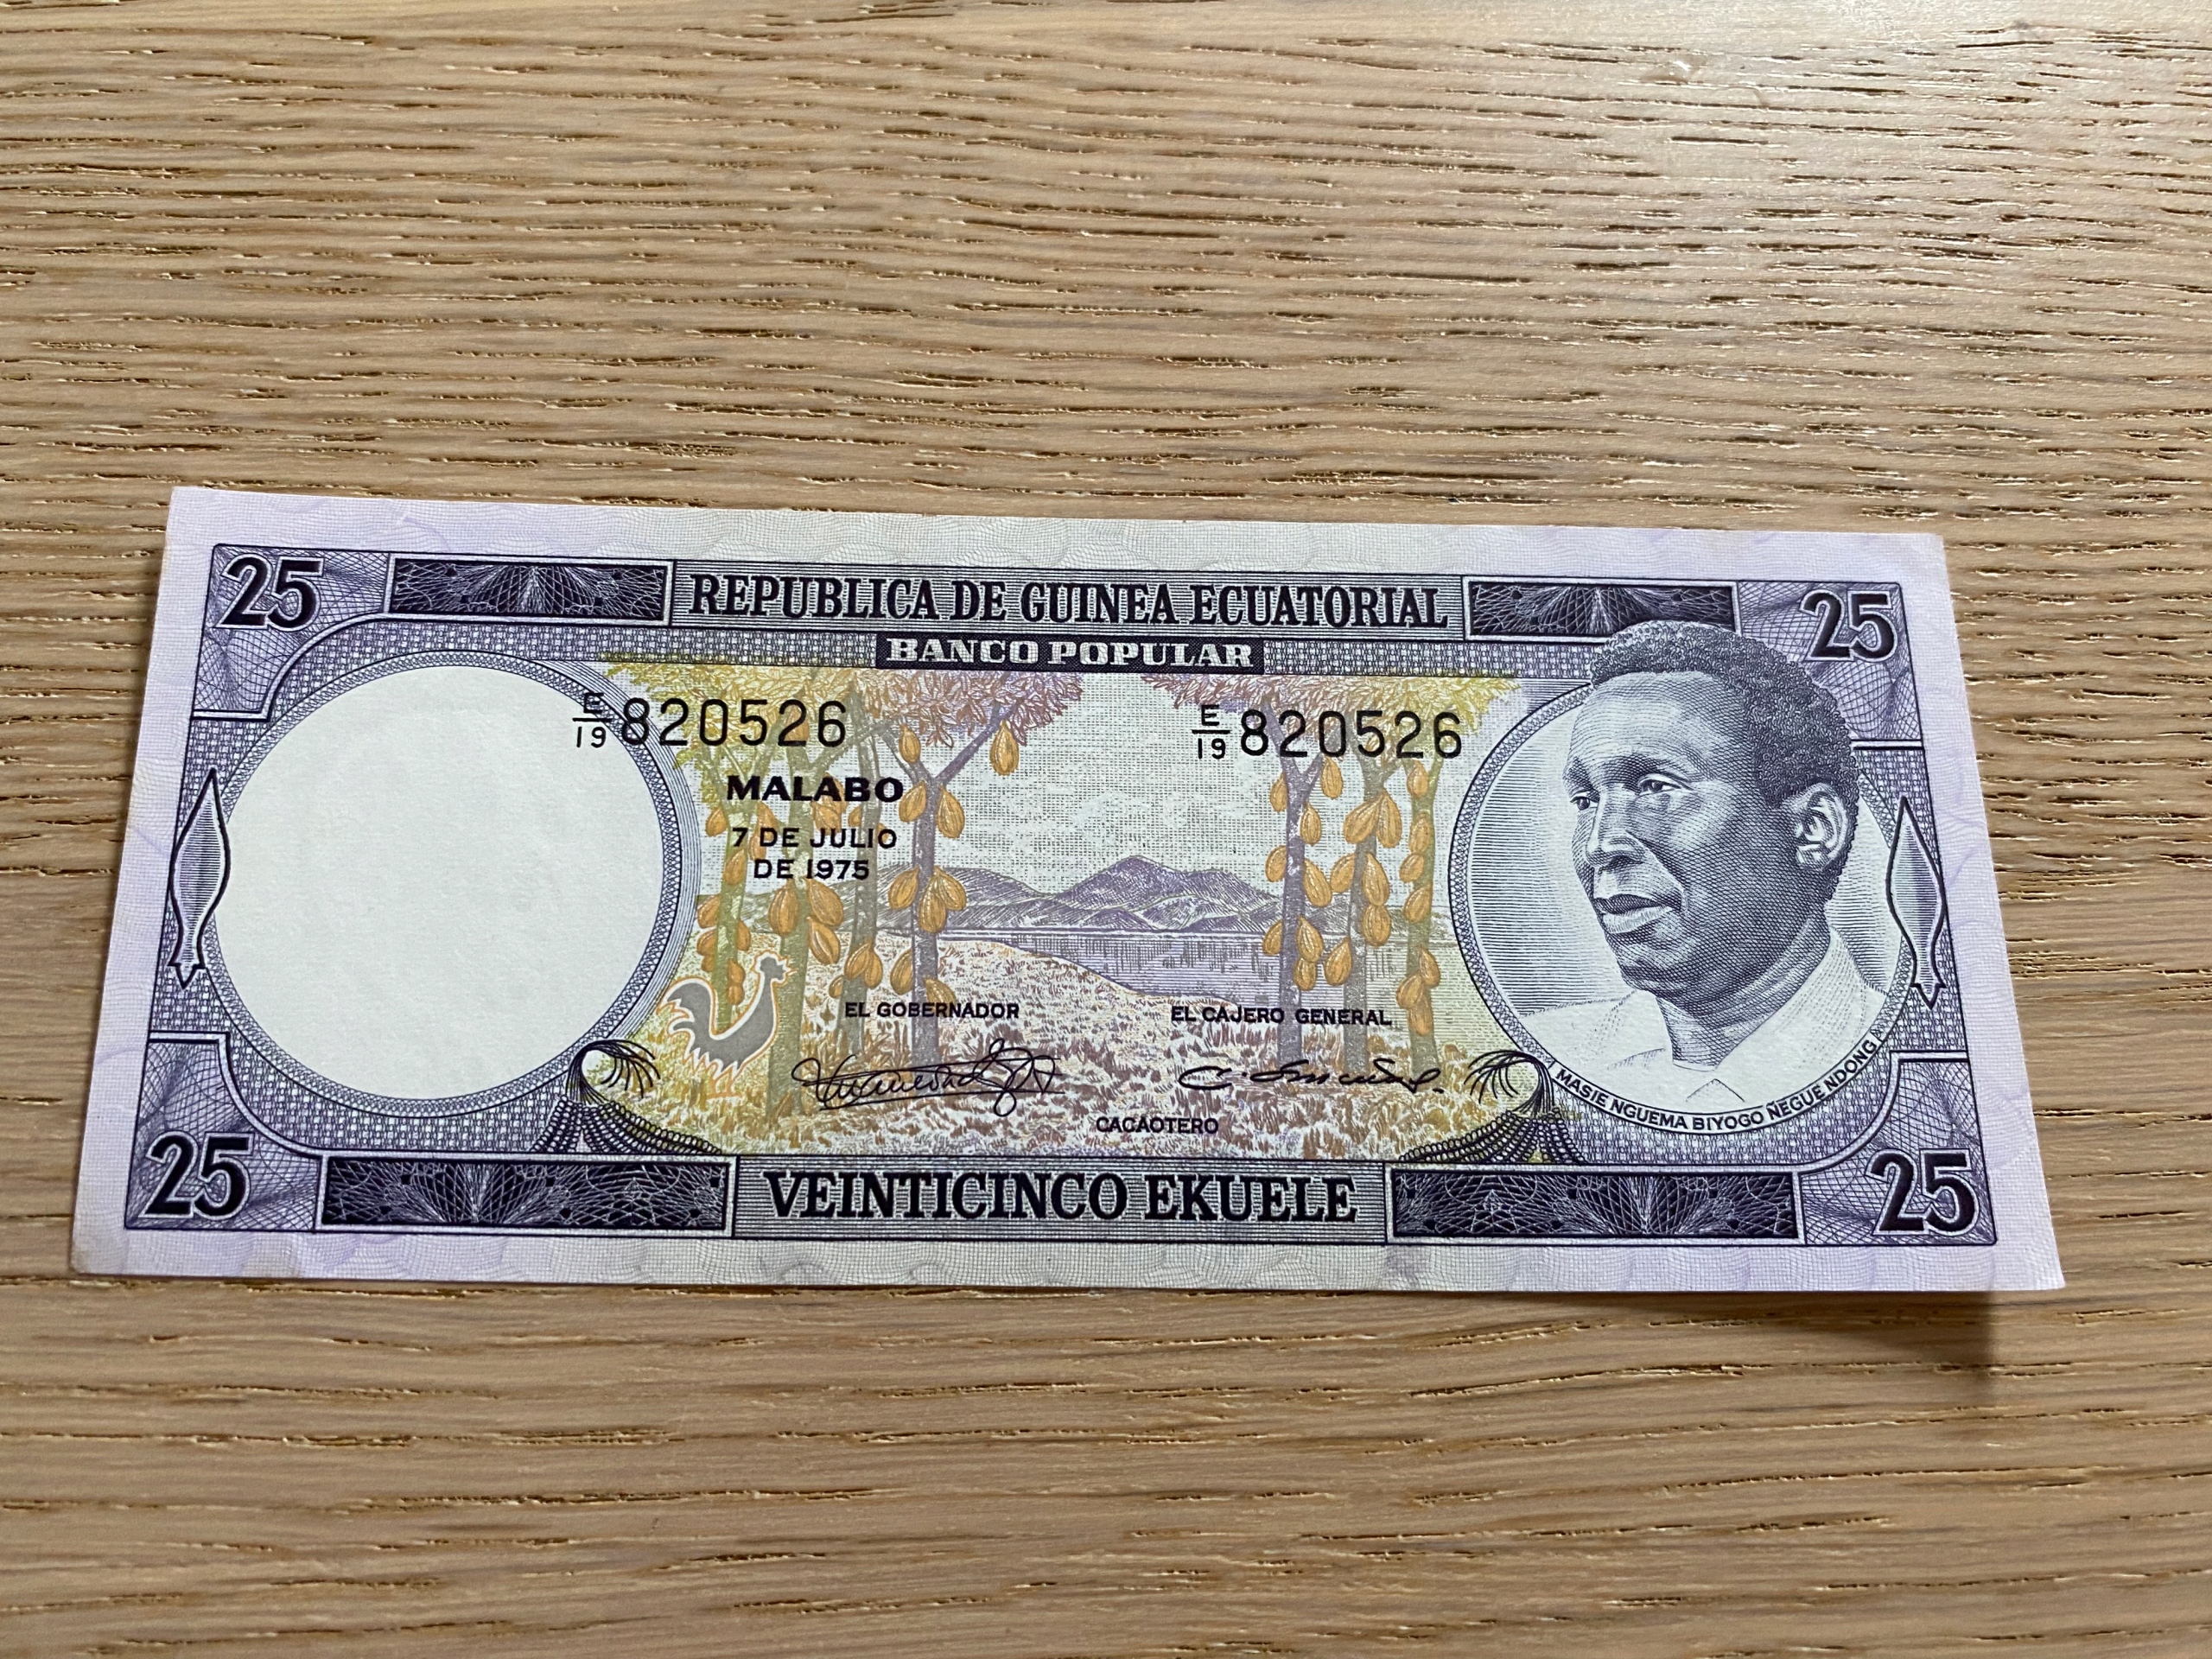 25 REPUBLICA DE GUINEA ECUATORIAL 25
BANCO POPULAR
E/19 820526 E/19 820526
MALABO
7 DE JULIO
DE 1975
EL GOBERNADOR EL CAJERO GENERAL
CACAOTERO
MASIE NGUEMA BIYOGO ÑEGUE NDONG
25 VEINTICINCO EKUELE 25